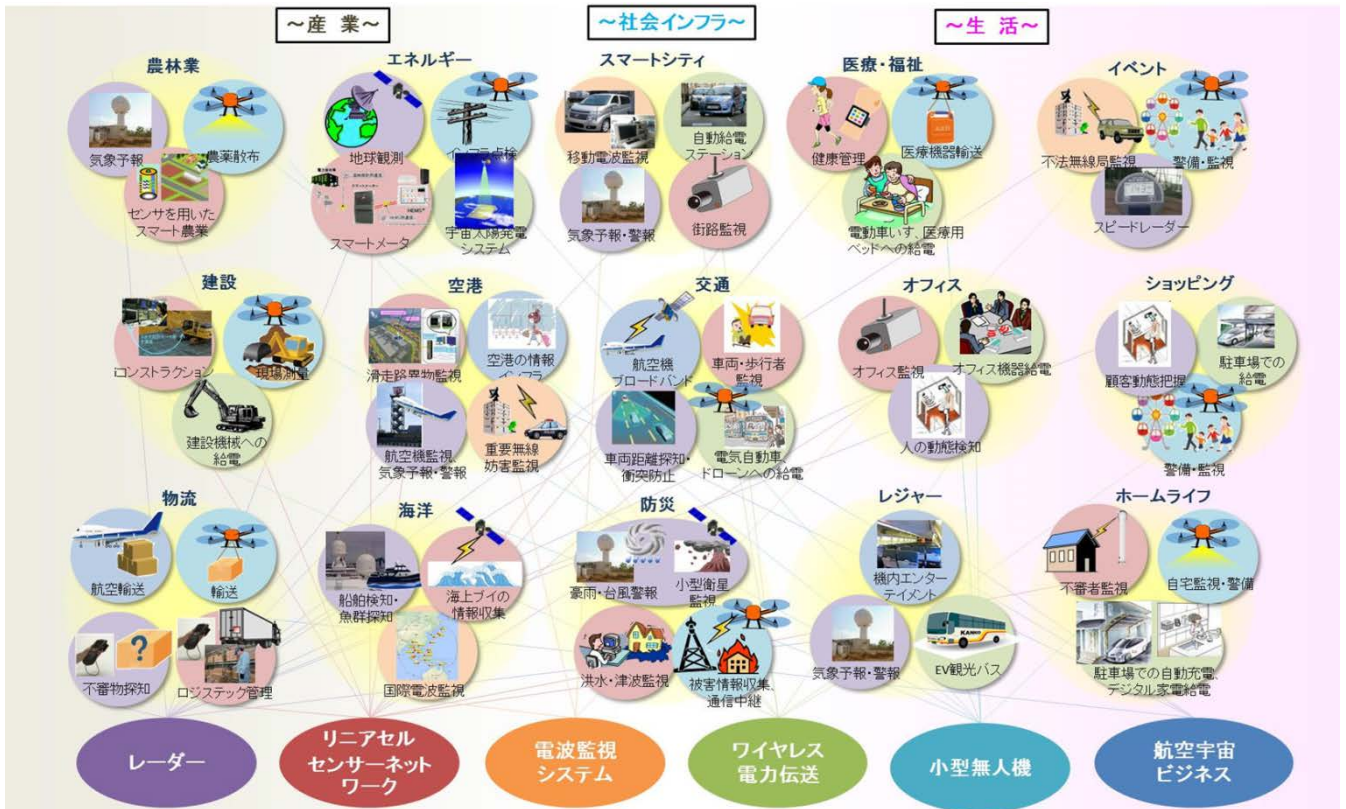 ～産 業～
～社会インフラ～
～生 活～
農林業
気象予報
農薬散布
センサを用いた
スマート農業
エネルギー
地球観測
インフラ点検
スマートメータ
宇宙太陽発電
システム
スマートシティ
移動電波監視
自動給電
ステーション
気象予報・警報
街路監視
医療・福祉
健康管理
医療機器輸送
電動車いす、医療用
ベッドへの給電
イベント
不法無線局監視
警備・監視
スピードレーダー
建設
iコンストラクション
現場測量
建設機械への
給電
空港
滑走路異物監視
空港の情報
インフラ
航空機監視、
気象予報・警報
重要無線
妨害監視
交通
航空機
ブロードバンド
車両・歩行者
監視
車両距離探知・
衝突防止
電気自動車、
ドローンへの給電
オフィス
オフィス監視
オフィス機器給電
人の動態検知
ショッピング
顧客動態把握
駐車場での
給電
警備・監視
物流
航空輸送
輸送
不審物探知
?
ロジステック管理
海洋
船舶検知・
魚群探知
海上ブイの
情報収集
国際電波監視
防災
豪雨・台風警報
小型衛星
監視
洪水・津波監視
被害情報収集、
通信中継
レジャー
機内エンター
テイメント
気象予報・警報
EV観光バス
ホームライフ
不審者監視
自宅監視・警備
駐車場での自動充電、
デジタル家電給電
レーダー
リニアセル
センサーネット
ワーク
電波監視
システム
ワイヤレス
電力伝送
小型無人機
航空宇宙
ビジネス